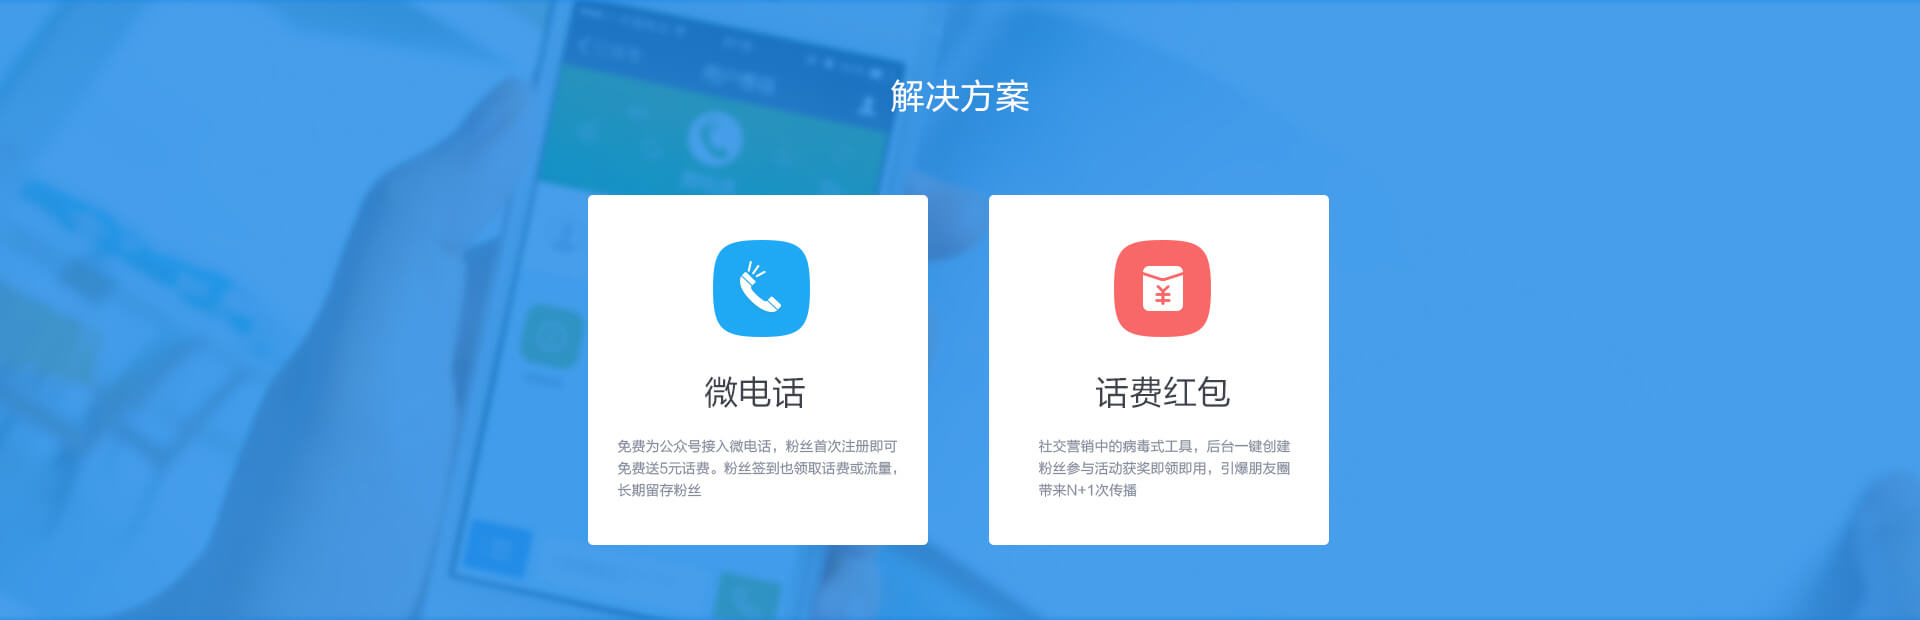 解决方案
微电话
免费为公众号接入微电话，粉丝首次注册即可
免费送5元话费。粉丝签到也领取话费或流量，
长期留存粉丝
话费红包
社交营销中的病毒式工具，后台一键创建
粉丝参与活动获奖即领即用，引爆朋友圈
带来N+1次传播